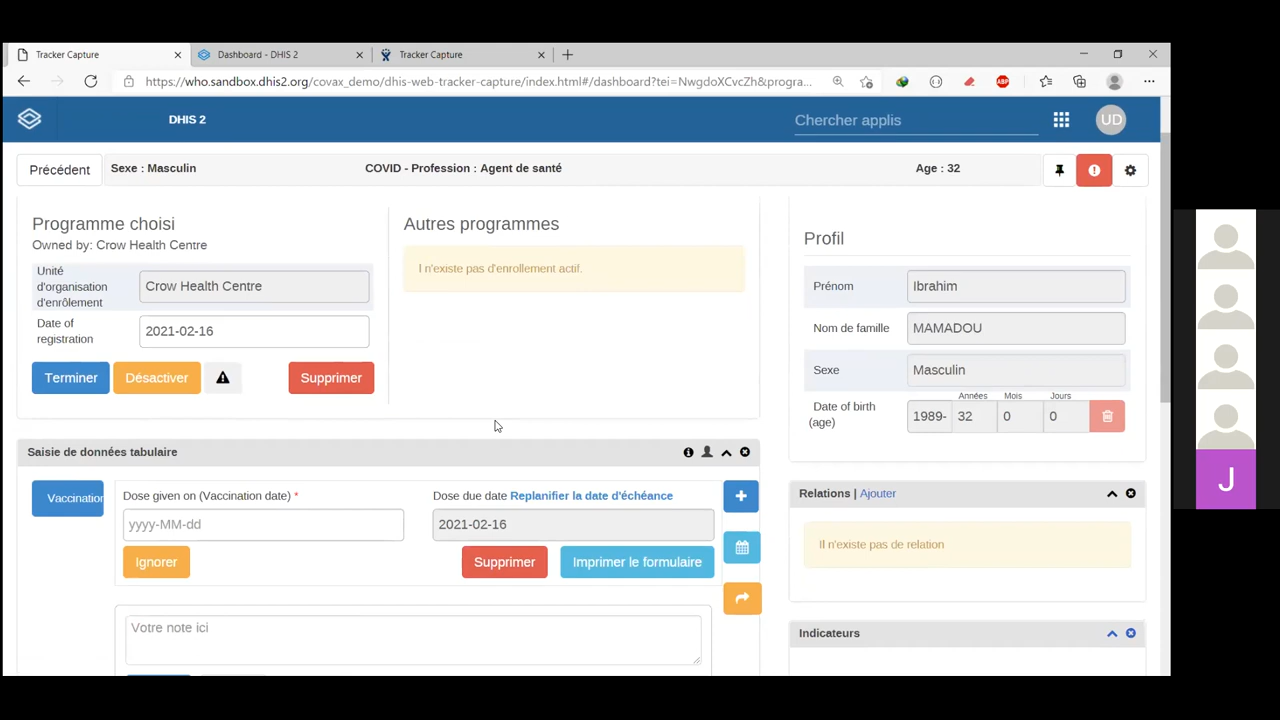 Tracker Capture
Dashboard - DHIS 2
Tracker Capture
https://who.sandbox.dhis2.org/covax_demo/dhis-web-tracker-capture/index.html#/dashboard?tei=NwgdoXCvcZh&progra...
ABP
DHIS 2
Chercher applis
UD
Précédent
Sexe : Masculin
COVID - Profession : Agent de santé
Age : 32
Programme choisi
Owned by: Crow Health Centre
Unité
d'organisation
d'enrôlement
Crow Health Centre
Date of
registration
2021-02-16
Terminer
Désactiver
Supprimer
Autres programmes
I n'existe pas d'enrollement actif.
Profil
Prénom
Ibrahim
Nom de famille
MAMADOU
Sexe
Masculin
Années
Mois
Jours
Date of birth
(age)
1989-
32
0
0
Saisie de données tabulaire
Vaccination
Dose given on (Vaccination date) *
Dose due date Replanifier la date d'échéance
yyyy-MM-dd
2021-02-16
Ignorer
Supprimer
Imprimer le formulaire
Votre note ici
Relations | Ajouter
Il n'existe pas de relation
Indicateurs
J